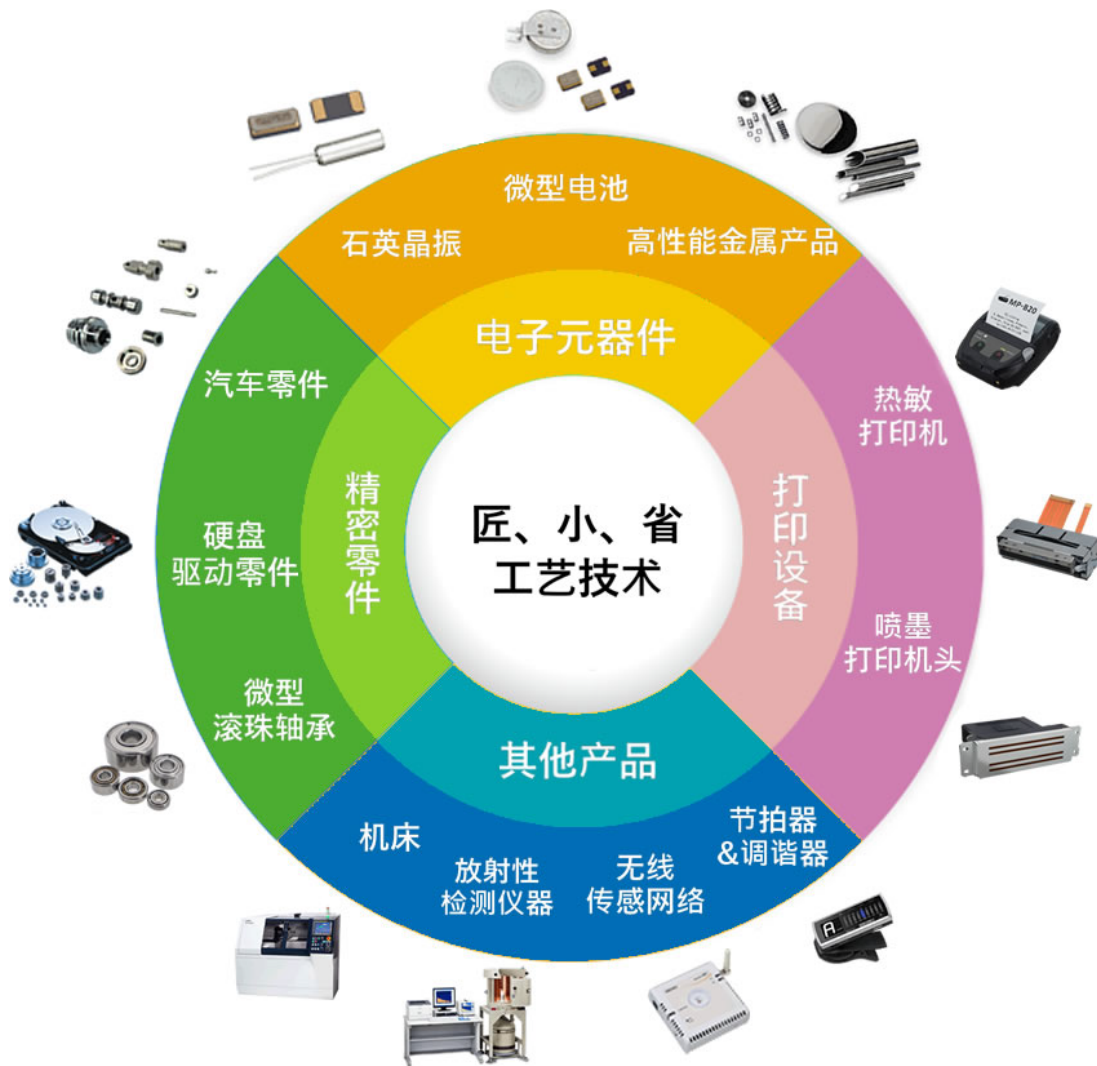 微型电池
石英晶振
高性能金属产品
电子元器件
MP-B20
汽车零件
热敏
打印机
精密零件
打印设备
匠、小、省
工艺技术
硬盘
驱动零件
喷墨
打印机头
微型
滚珠轴承
其他产品
机床
放射性
检测仪器
无线
传感网络
节拍器
&调谐器
A